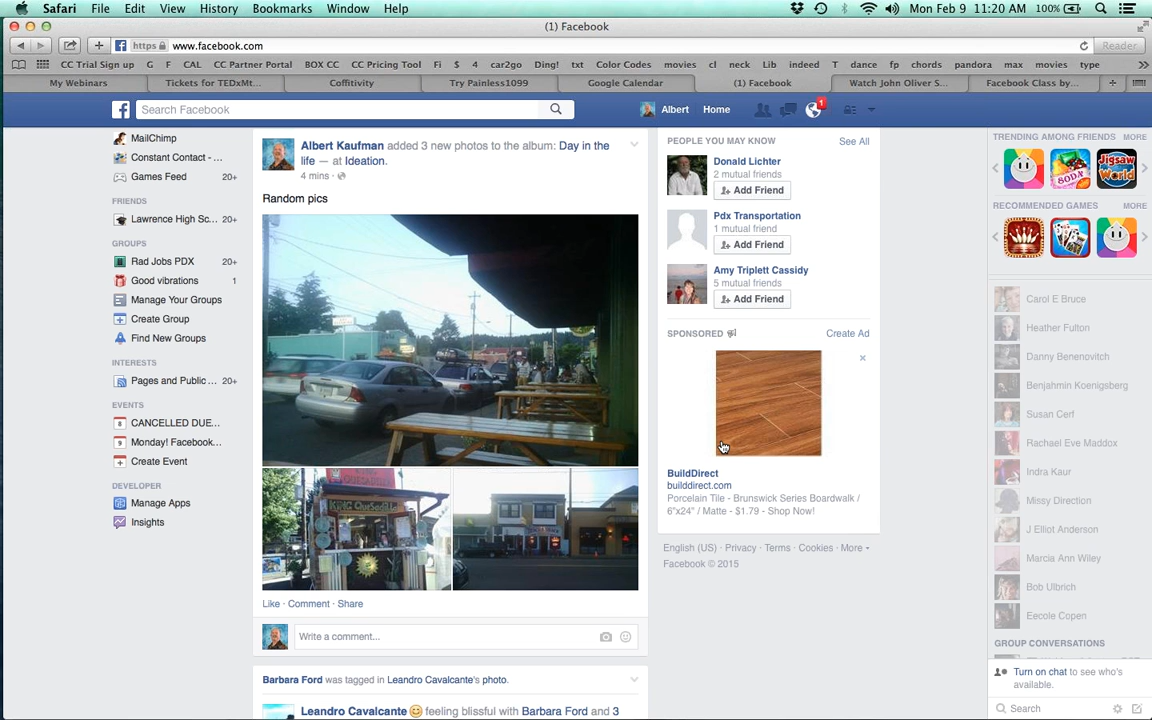 Safari File Edit View History Bookmarks Window Help Mon Feb 9 11:20 AM 100%
(1) Facebook
https www.facebook.com Reader
CC Trial Sign up G F CAL CC Partner Portal BOX CC CC Pricing Tool Fi $ 4 car2go Ding! txt Color Codes movies cl neck Lib indeed T dance fp chords pandora max movies type
My Webinars Tickets for TEDxMt... Coffitivity Try Painless1099 Google Calendar (1) Facebook Watch John Oliver S... Facebook Class by...
Search Facebook Albert Home 1
MailChimp
Constant Contact - ...
Games Feed 20+
FRIENDS
Lawrence High Sc... 20+
GROUPS
Rad Jobs PDX 20+
Good vibrations 1
Manage Your Groups
Create Group
Find New Groups
INTERESTS
Pages and Public ... 20+
EVENTS
8 CANCELLED DUE...
9 Monday! Facebook...
Create Event
DEVELOPER
Manage Apps
Insights
Albert Kaufman added 3 new photos to the album: Day in the
life — at Ideation.
4 mins ·
Random pics
Like · Comment · Share
Write a comment...
Barbara Ford was tagged in Leandro Cavalcante's photo.
Leandro Cavalcante feeling blissful with Barbara Ford and 3
PEOPLE YOU MAY KNOW See All
Donald Lichter
2 mutual friends
Add Friend
Pdx Transportation
1 mutual friend
Add Friend
Amy Triplett Cassidy
5 mutual friends
Add Friend
SPONSORED Create Ad
BuildDirect
builddirect.com
Porcelain Tile - Brunswick Series Boardwalk /
6"x24" / Matte - $1.79 - Shop Now!
English (US) · Privacy · Terms · Cookies · More
Facebook © 2015
TRENDING AMONG FRIENDS MORE
SODA
Jigsaw World
RECOMMENDED GAMES MORE
Carol E Bruce
Heather Fulton
Danny Benenovitch
Benjahmin Koenigsberg
Susan Cerf
Rachael Eve Maddox
Indra Kaur
Missy Direction
J Elliot Anderson
Marcia Ann Wiley
Bob Ulbrich
Eecole Copen
GROUP CONVERSATIONS
Turn on chat to see who's
available.
Search